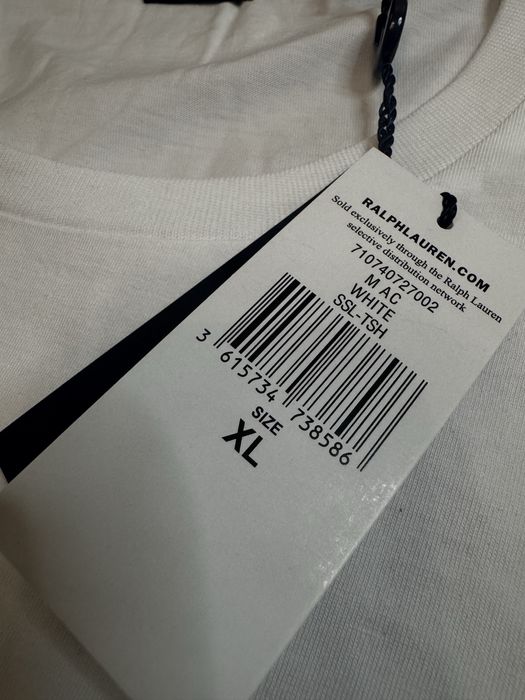 RALPHLAUREN.COM
Sold exclusively through the Ralph Lauren
selective distribution network
710740727002
M AC
WHITE
SSL-TSH
3 615734 738586
SIZE
XL